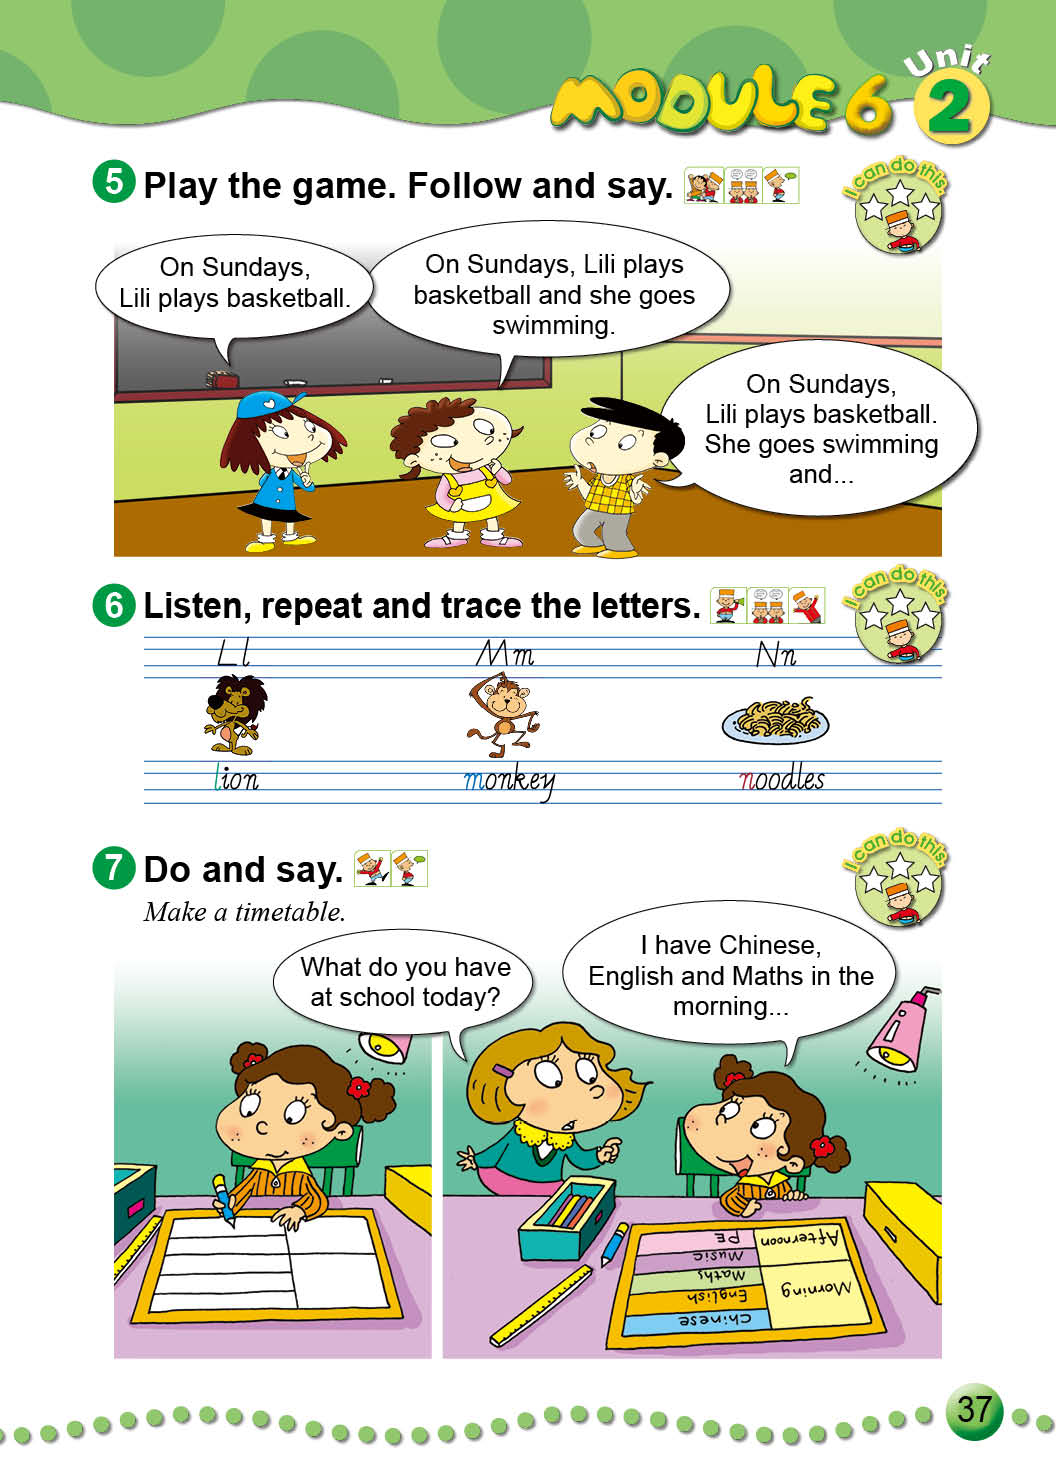 MODULE 6
Unit
2
5 Play the game. Follow and say.
I can do this.
On Sundays,
Lili plays basketball.
On Sundays, Lili plays
basketball and she goes
swimming.
On Sundays,
Lili plays basketball.
She goes swimming
and...
6 Listen, repeat and trace the letters.
I can do this.
Ll Mm Nn
lion monkey noodles
7 Do and say.
I can do this.
Make a timetable.
What do you have
at school today?
I have Chinese,
English and Maths in the
morning...
Morning
Chinese
English
Maths
Afternoon
Music
PE
37